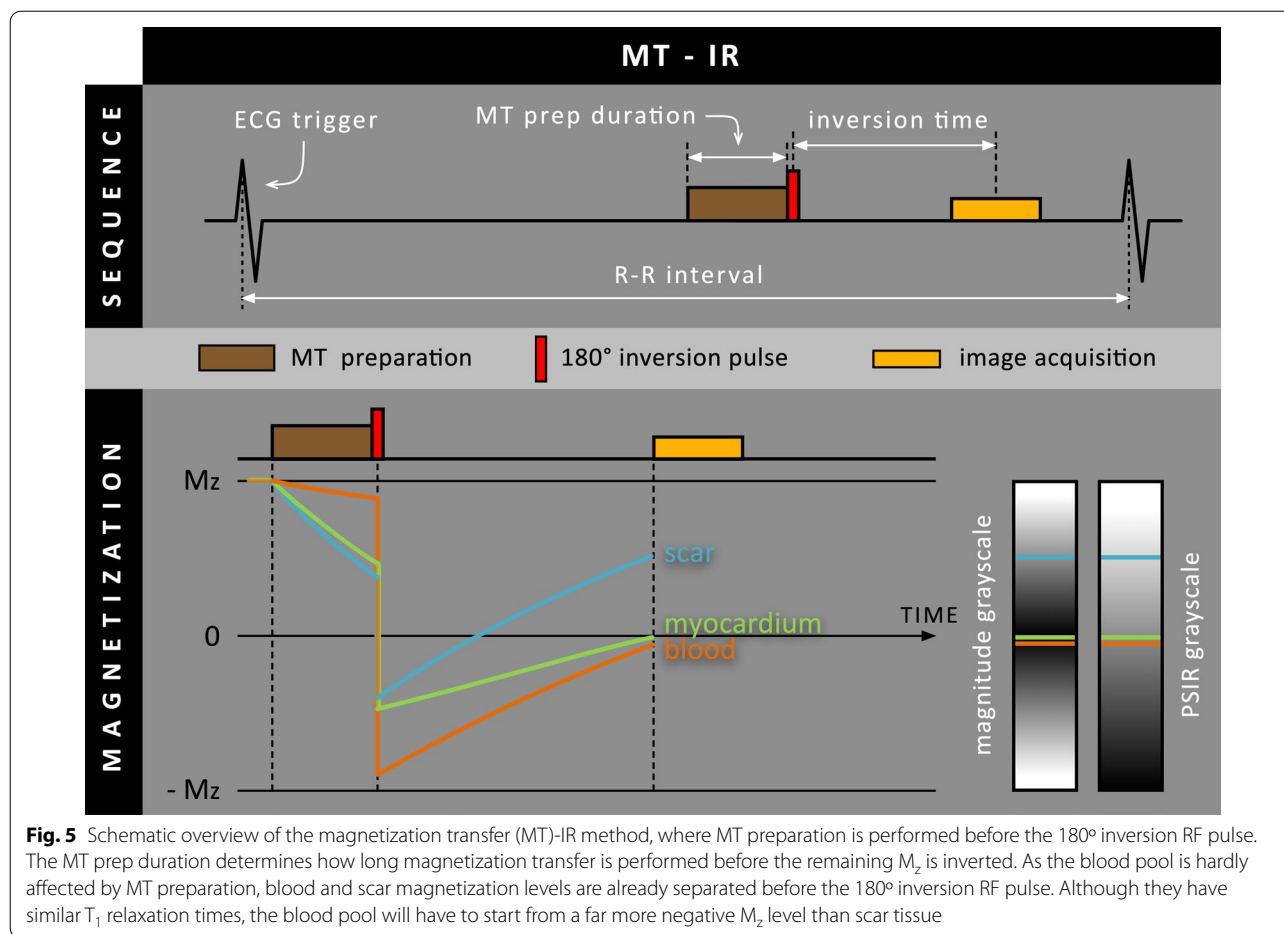 MT - IR
SEQUENCE
ECG trigger
MT prep duration
inversion time
R-R interval
MT preparation
180° inversion pulse
image acquisition
MAGNETIZATION
Mz
0
- Mz
scar
myocardium
blood
TIME
magnitude grayscale
PSIR grayscale
Fig. 5 Schematic overview of the magnetization transfer (MT)-IR method, where MT preparation is performed before the 180º inversion RF pulse.
The MT prep duration determines how long magnetization transfer is performed before the remaining Mz is inverted. As the blood pool is hardly
affected by MT preparation, blood and scar magnetization levels are already separated before the 180º inversion RF pulse. Although they have
similar T1 relaxation times, the blood pool will have to start from a far more negative Mz level than scar tissue